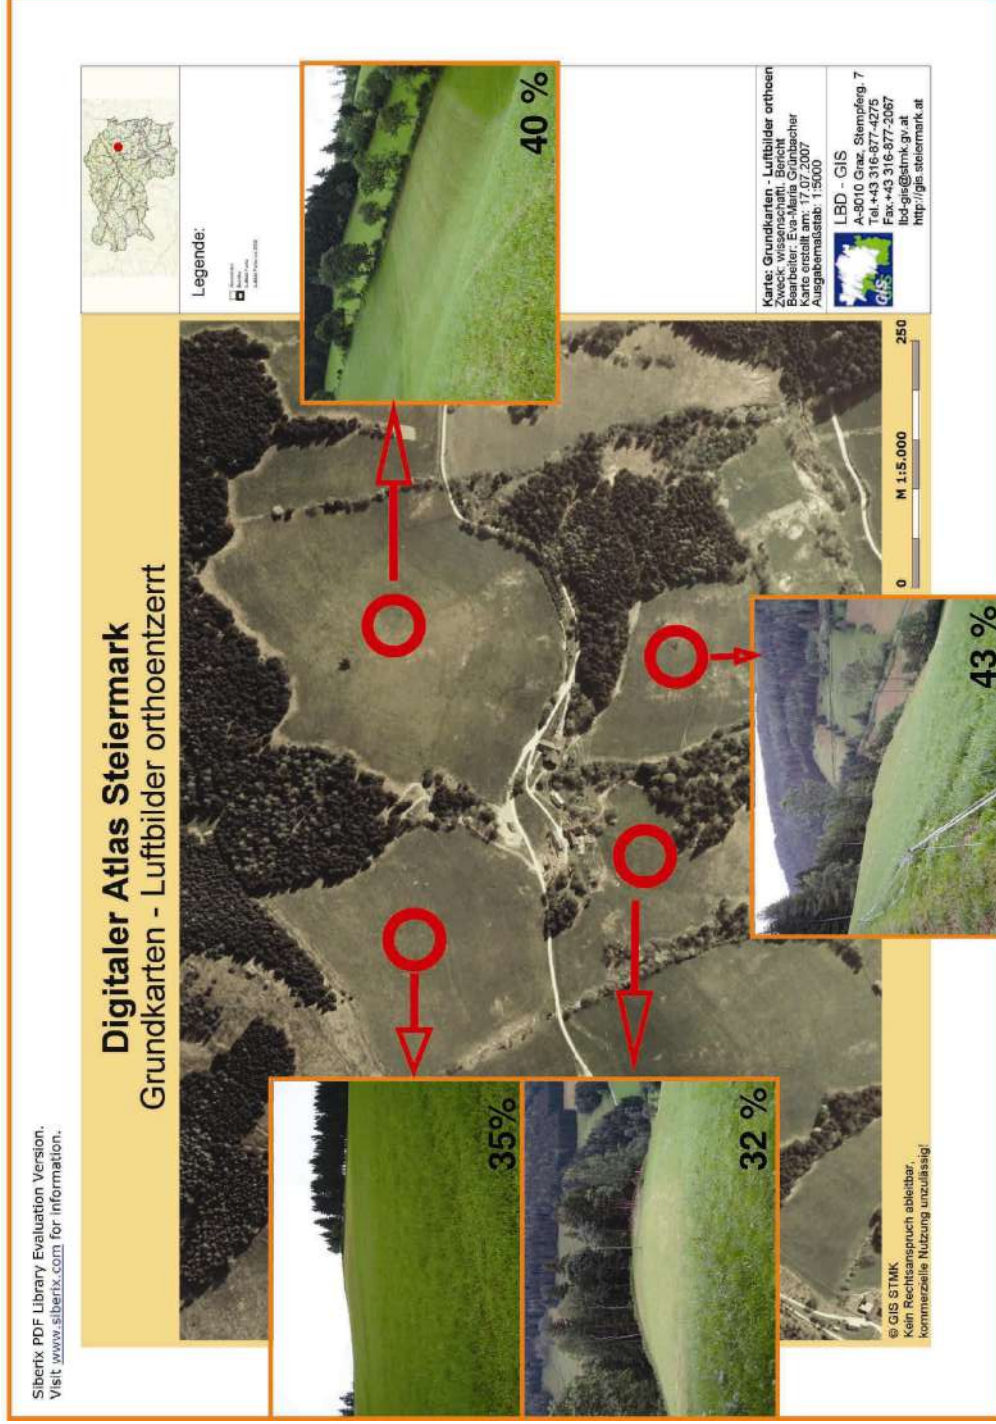 Siberix PDF Library Evaluation Version.
Visit www.siberix.com for information.
Digitaler Atlas Steiermark
Grundkarten - Luftbilder orthoentzerrt
Legende:
35%
32 %
40 %
43 %
0
M 1:5.000
250
© GIS STMK
Kein Rechtsanspruch ableitbar,
kommerzielle Nutzung unzulässig!
Karte: Grundkarten - Luftbilder orthoen
Zweck: wissenschaftl. Bericht
Bearbeiter: Eva-Maria Grünbacher
Karte erstellt am: 17.07.2007
Ausgabemaßstab: 1:5000
GIS
LBD - GIS
A-8010 Graz, Stempferg. 7
Tel.+43 316-877-4275
Fax.+43 316-877-2067
lbd-gis@stmk.gv.at
http://gis.steiermark.at